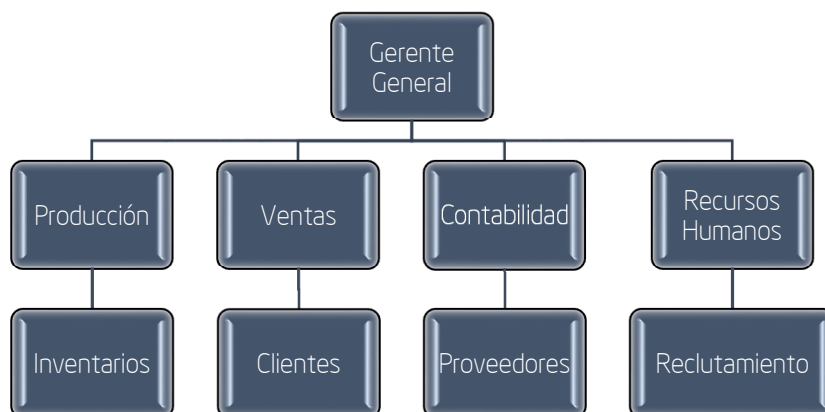 Gerente
General
Producción
Ventas
Contabilidad
Recursos
Humanos
Inventarios
Clientes
Proveedores
Reclutamiento